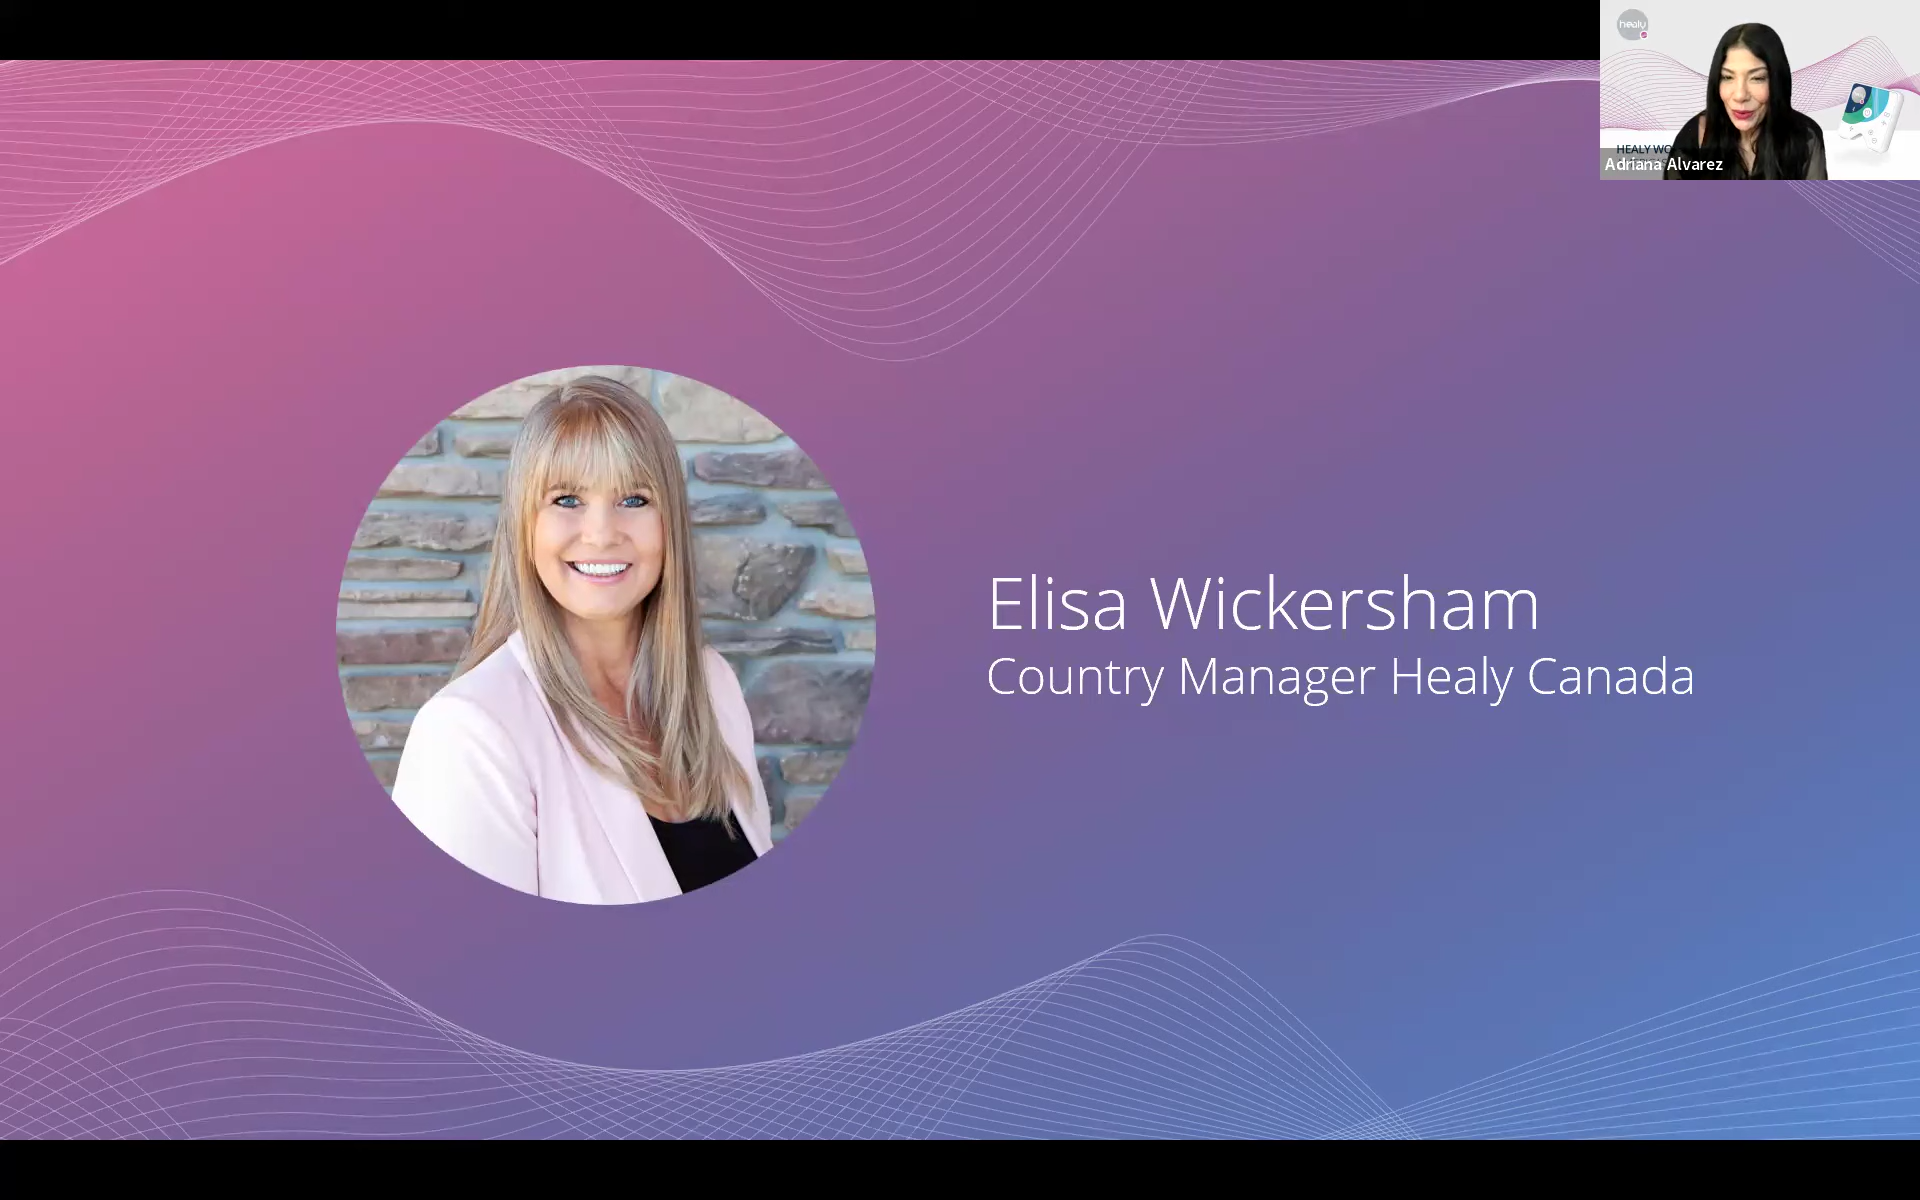 healy
HEALY WO
Adriana Alvarez
Elisa Wickersham
Country Manager Healy Canada